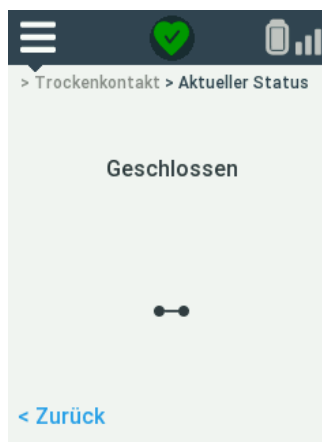 > Trockenkontakt > Aktueller Status
Geschlossen
< Zurück